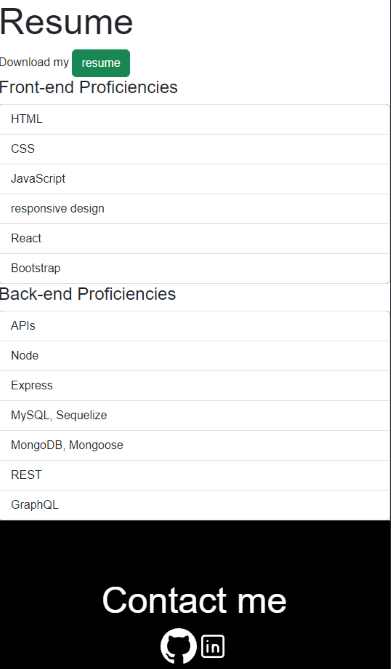 Resume
Download my resume
Front-end Proficiencies
HTML
CSS
JavaScript
responsive design
React
Bootstrap
Back-end Proficiencies
APIs
Node
Express
MySQL, Sequelize
MongoDB, Mongoose
REST
GraphQL
Contact me
in